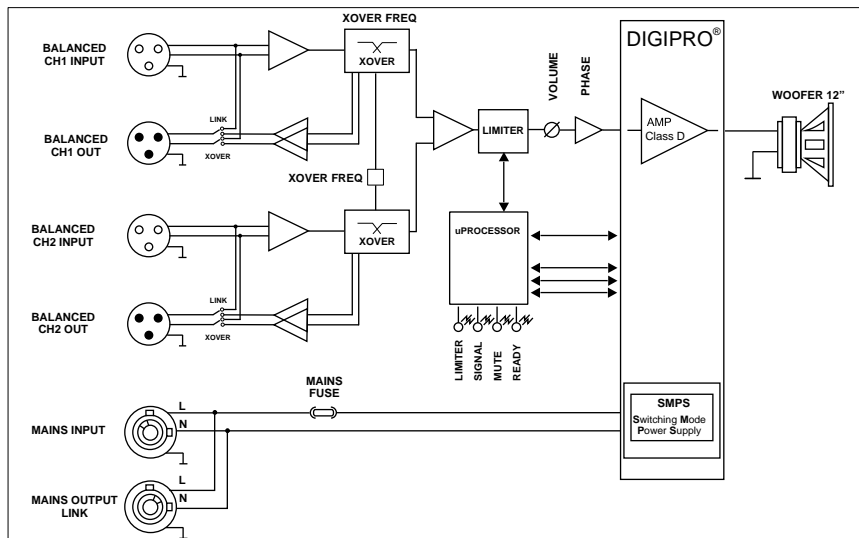 XOVER FREQ
BALANCED
CH1 INPUT
XOVER
DIGIPRO®
VOLUME
PHASE
WOOFER 12”
LINK
BALANCED
CH1 OUT
XOVER
LIMITER
AMP
Class D
XOVER FREQ
BALANCED
CH2 INPUT
XOVER
uPROCESSOR
LINK
BALANCED
CH2 OUT
XOVER
LIMITER
SIGNAL
MUTE
READY
MAINS
FUSE
L
N
MAINS INPUT
SMPS
Switching Mode
Power Supply
L
N
MAINS OUTPUT
LINK